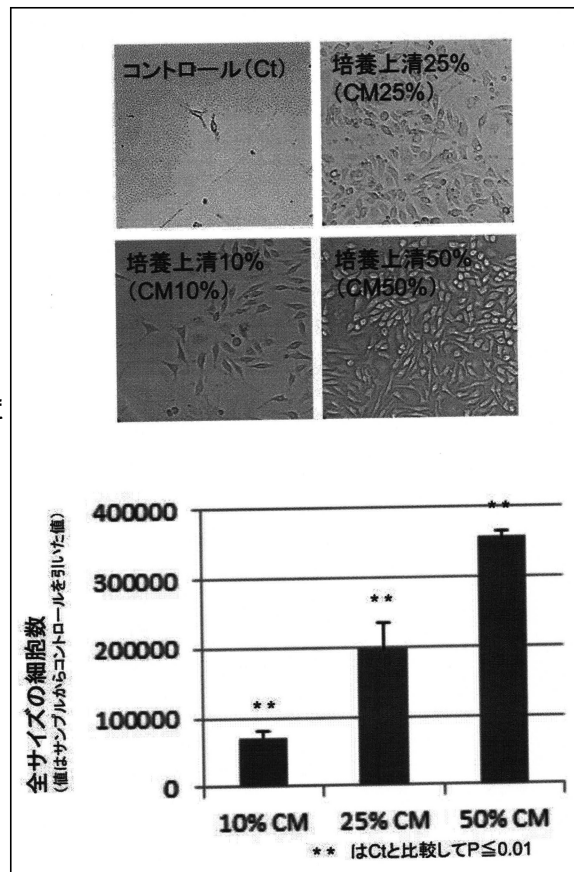 コントロール(Ct)
培養上清25%
(CM25%)
培養上清10%
(CM10%)
培養上清50%
(CM50%)
全サイズの細胞数
(値はサンプルからコントロールを引いた値)
400000
300000
200000
100000
0
**
**
**
10% CM
25% CM
50% CM
** はCtと比較してP≦0.01